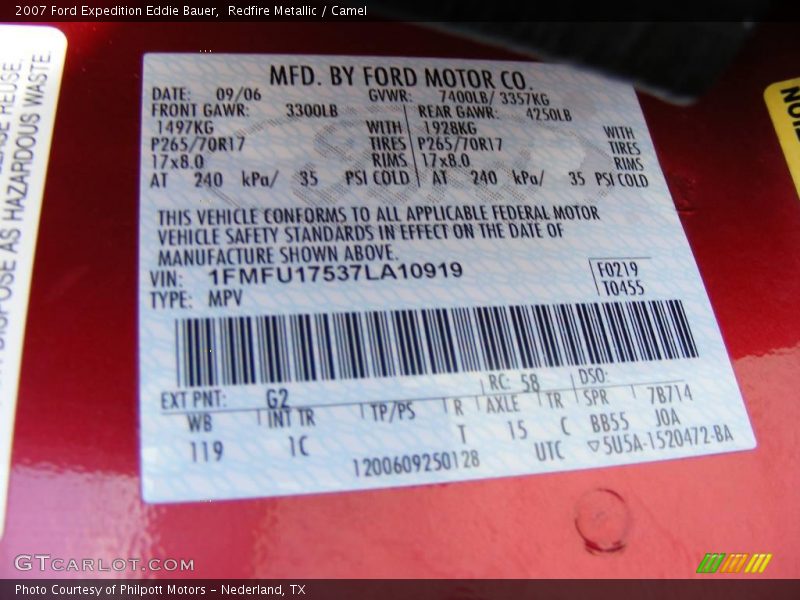 2007 Ford Expedition Eddie Bauer, Redfire Metallic / Camel
EASE REUSE,
DISPOSE AS HAZARDOUS WASTE.
MFD. BY FORD MOTOR CO.
DATE: 09/06 GVWR: 7400LB/ 3357KG
FRONT GAWR: 3300LB REAR GAWR: 4250LB
1497KG WITH 1928KG WITH
P265/70R17 TIRES P265/70R17 TIRES
17x8.0 RIMS 17x8.0 RIMS
AT 240 kPa/ 35 PSI COLD AT 240 kPa/ 35 PSI COLD
THIS VEHICLE CONFORMS TO ALL APPLICABLE FEDERAL MOTOR
VEHICLE SAFETY STANDARDS IN EFFECT ON THE DATE OF
MANUFACTURE SHOWN ABOVE.
VIN: 1FMFU17537LA10919 F0219
TYPE: MPV T0455
EXT PNT: G2 RC: 58 DSO:
WB INT TR TP/PS R AXLE TR SPR 7B714
119 1C T 15 C BB55 J0A
1200609250128 UTC ▽5U5A-1520472-BA
GTCARLOT.COM
Photo Courtesy of Philpott Motors - Nederland, TX